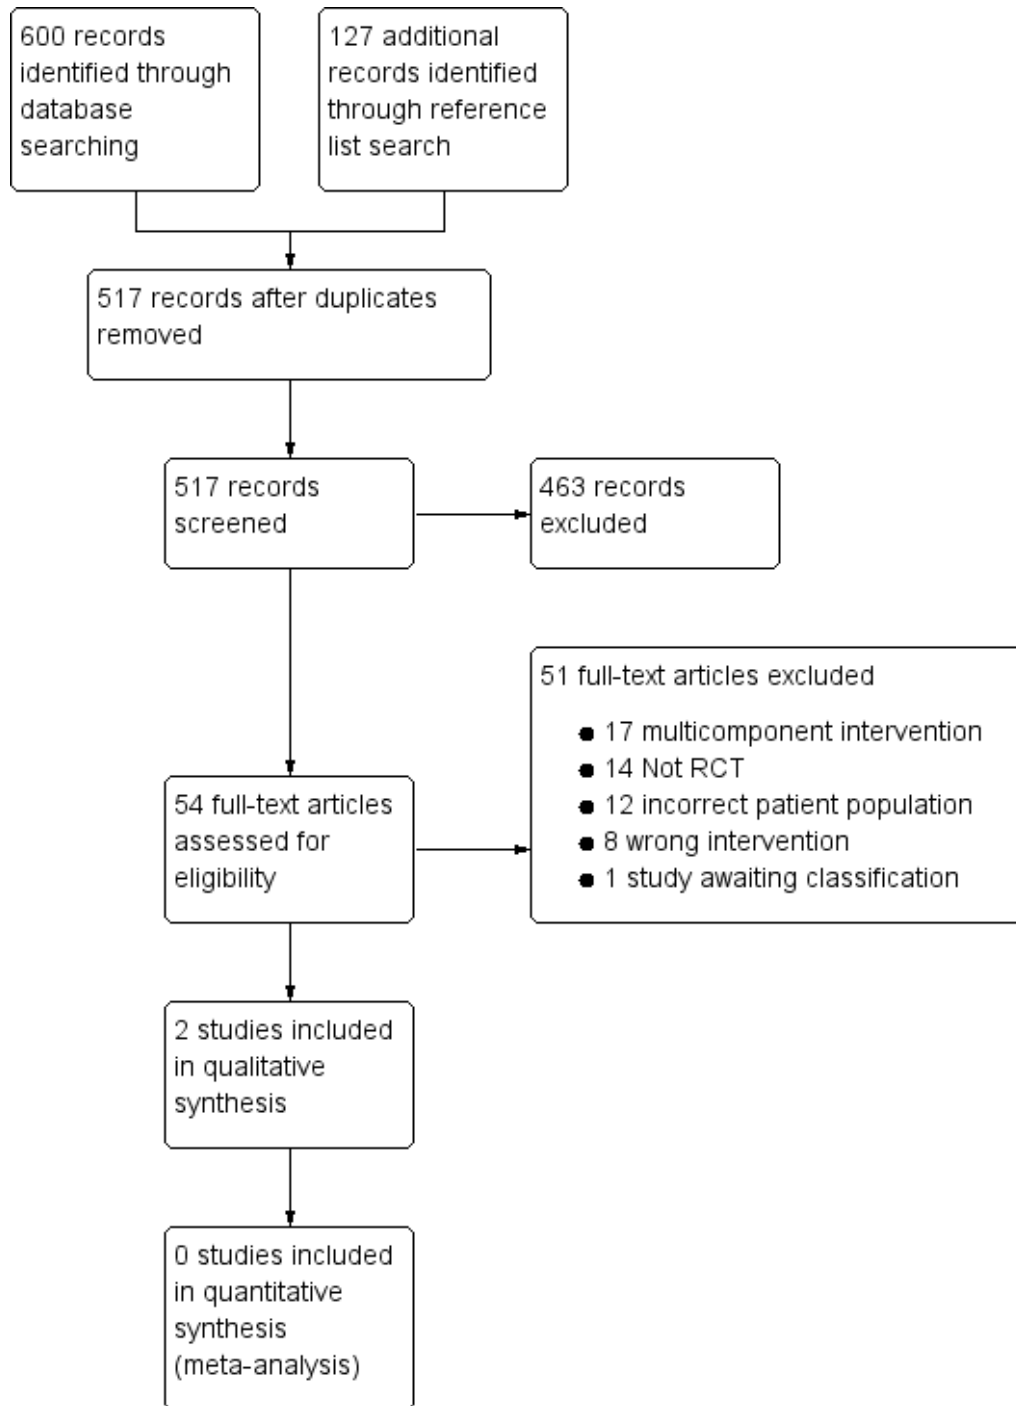 600 records
identified through
database
searching
127 additional
records identified
through reference
list search
517 records after duplicates
removed
517 records
screened
463 records
excluded
51 full-text articles excluded
● 17 multicomponent intervention
● 14 Not RCT
● 12 incorrect patient population
● 8 wrong intervention
● 1 study awaiting classification
54 full-text articles
assessed for
eligibility
2 studies included
in qualitative
synthesis
0 studies included
in quantitative
synthesis
(meta-analysis)